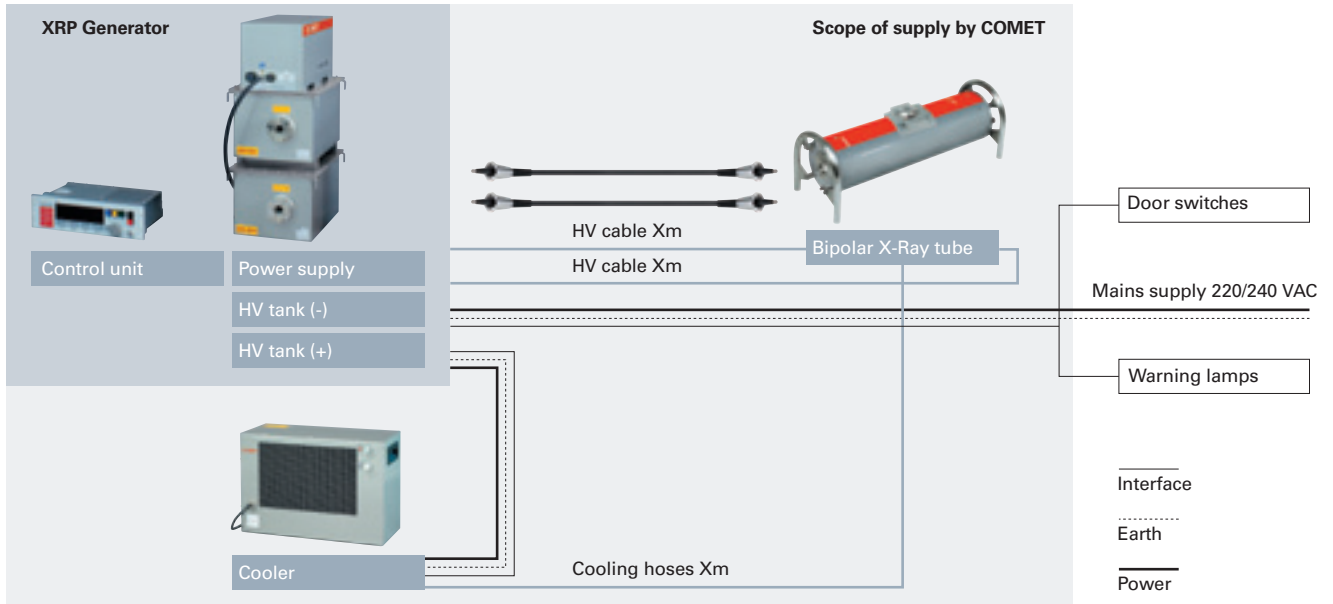 XRP Generator
Scope of supply by COMET
HV cable Xm
HV cable Xm
Control unit
Power supply
HV tank (-)
HV tank (+)
Bipolar X-Ray tube
Door switches
Mains supply 220/240 VAC
Warning lamps
Cooler
Cooling hoses Xm
Interface
Earth
Power